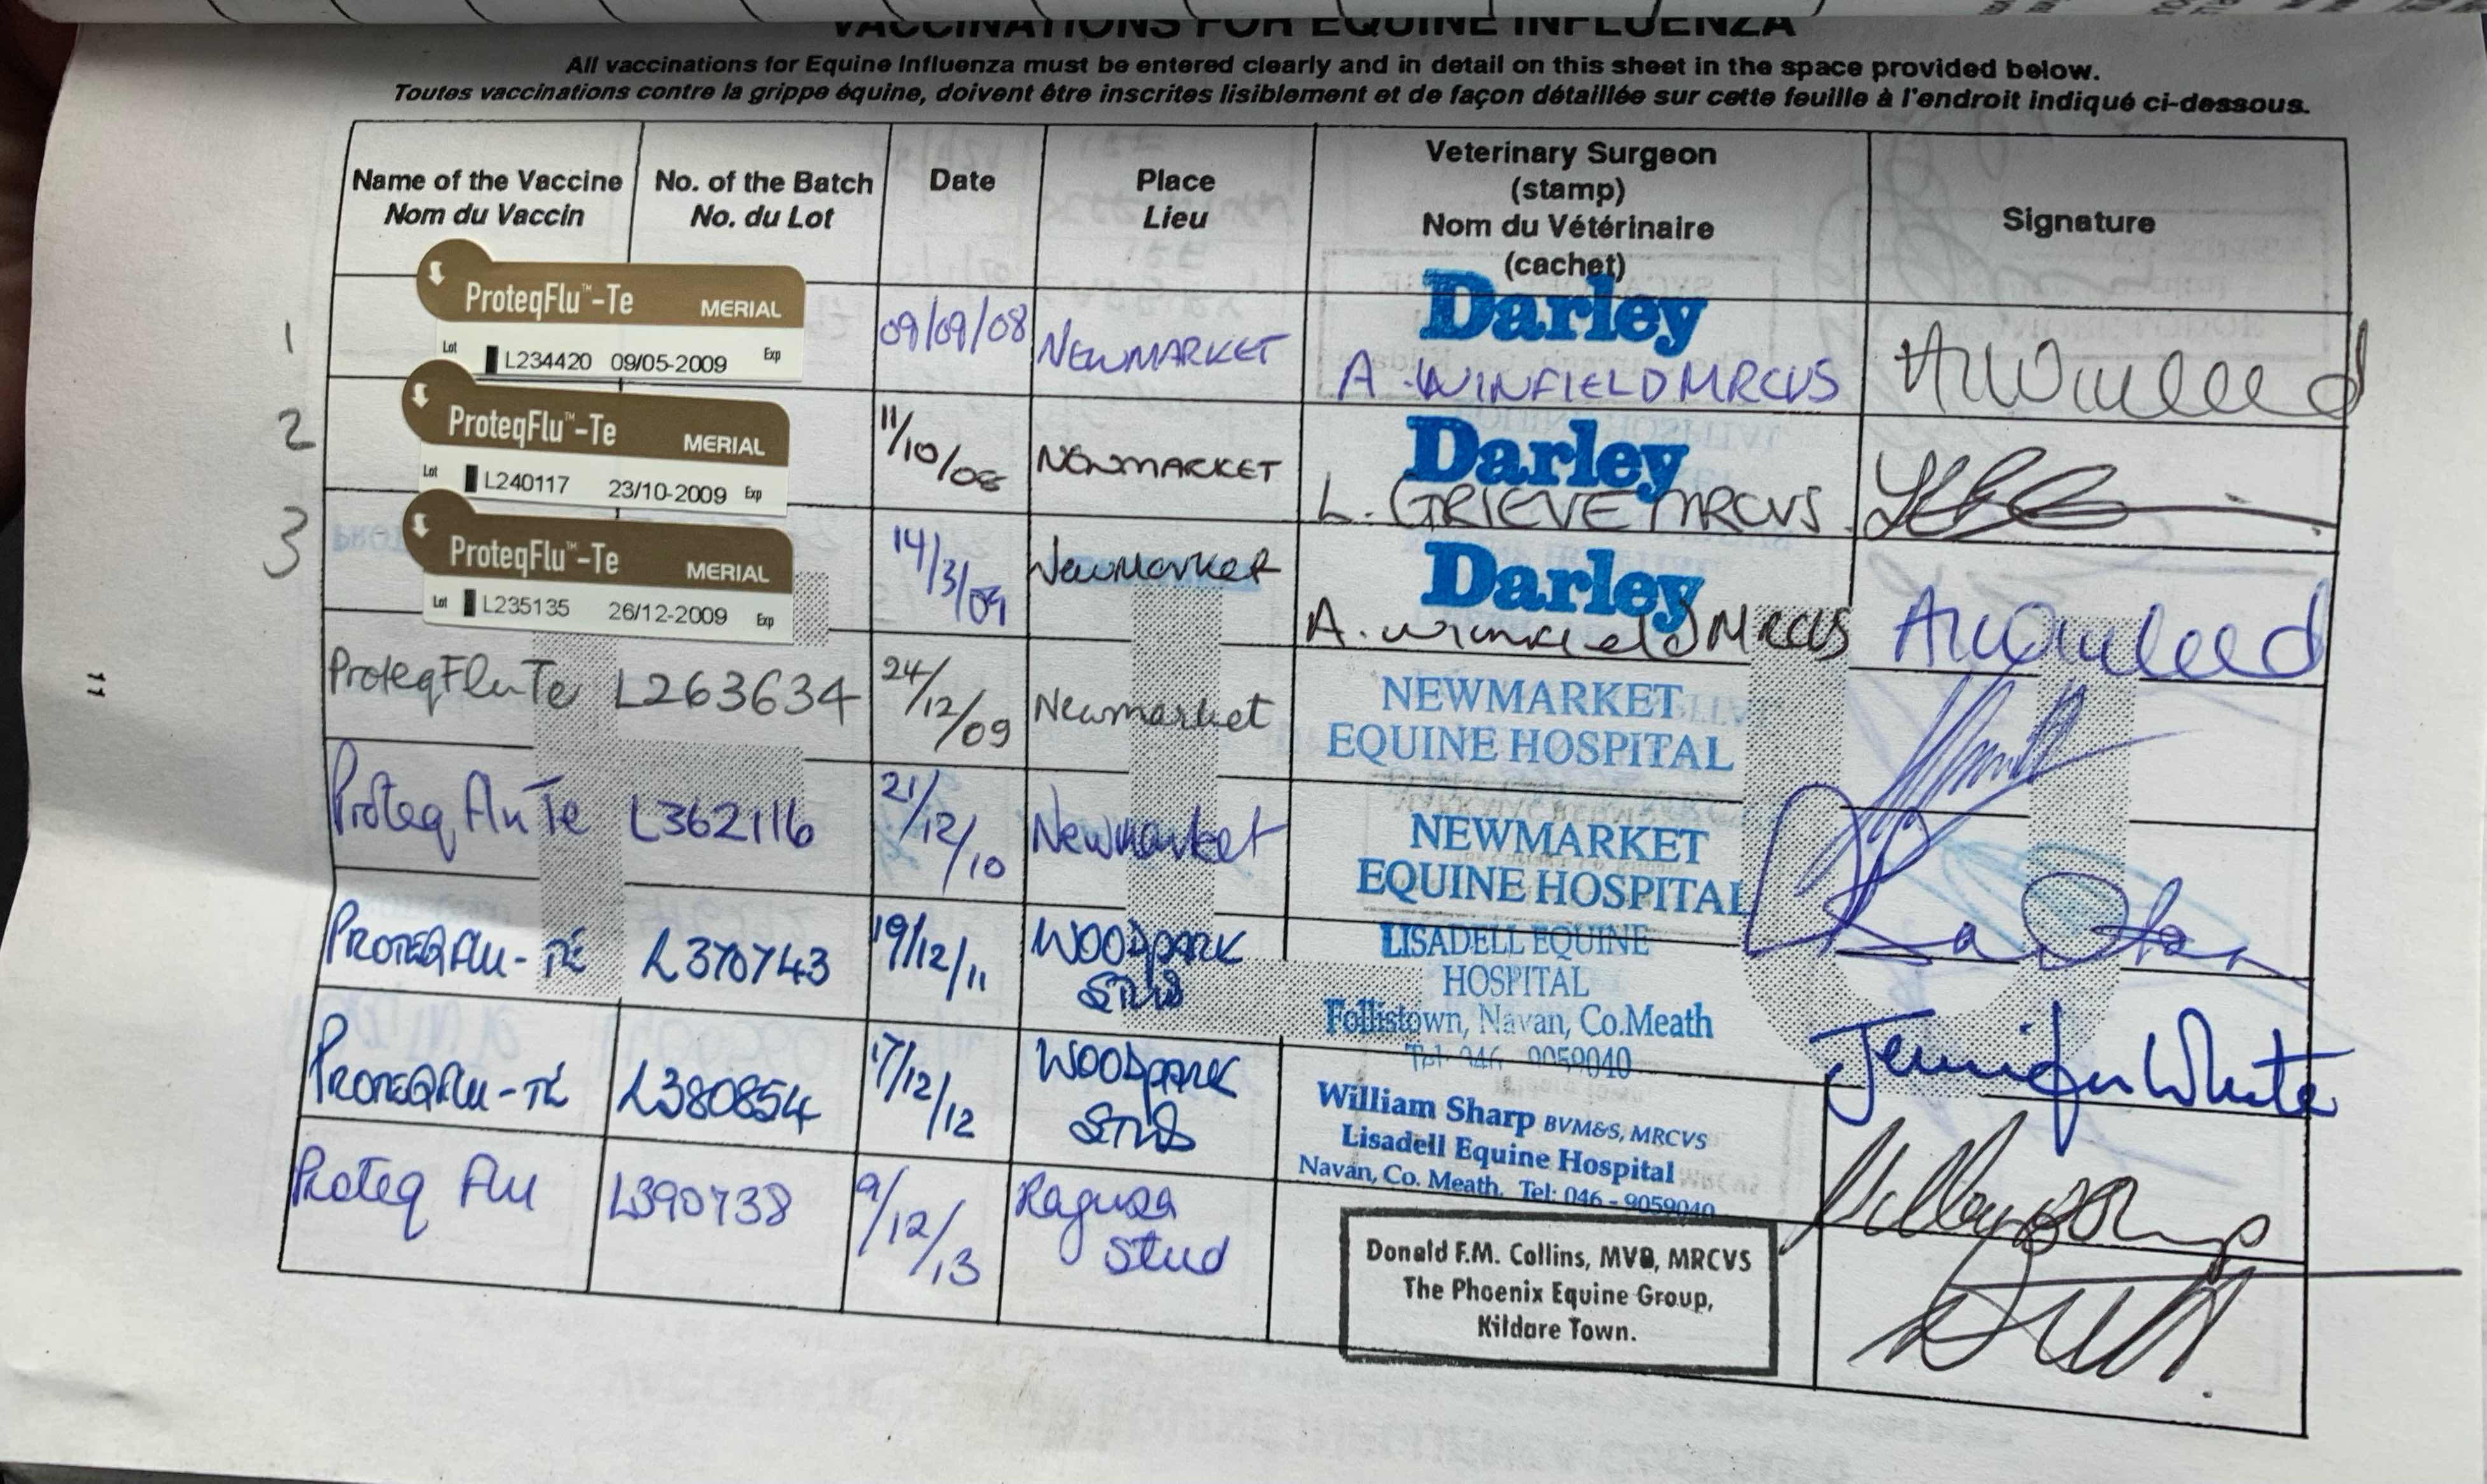 VACCINATIONS FOR EQUINE INFLUENZA
All vaccinations for Equine Influenza must be entered clearly and in detail on this sheet in the space provided below.
Toutes vaccinations contre la grippe équine, doivent être inscrites lisiblement et de façon détaillée sur cette feuille à l'endroit indiqué ci-dessous.
Name of the Vaccine
Nom du Vaccin
No. of the Batch
No. du Lot
Date
Place
Lieu
Veterinary Surgeon
(stamp)
Nom du Vétérinaire
(cachet)
Signature
1
ProteqFlu™-Te MERIAL
Lot L234420 09/05-2009 Exp
09/09/08
NEWMARKET
Darley
A. WINFIELD MRCVS
2
ProteqFlu™-Te MERIAL
Lot L240117 23/10-2009 Exp
11/10/08
NEWMARKET
Darley
L. GRIEVE MRCVS.
3
ProteqFlu™-Te MERIAL
Lot L235135 26/12-2009 Exp
14/3/09
Newmarket
Darley
A. Winfield MRCVS
ProteqFlu Te L263634 24/12/09 Newmarket
NEWMARKET
EQUINE HOSPITAL
11
Proteq Flu Te L362116 21/12/10 Newmarket
NEWMARKET
EQUINE HOSPITAL
PROTEQFLU-TE L370743 19/12/11 WOODPARK
STUD
LISADELL EQUINE
HOSPITAL
Follistown, Navan, Co.Meath
Tel: 046 - 9059040
Jennifer White
PROTEQFLU-TE L380854 17/12/12 WOODPARK
STUD
William Sharp BVM&S, MRCVS
Lisadell Equine Hospital
Navan, Co. Meath. Tel: 046 - 9059040
Proteq Flu L390738 9/12/13 Ragusa
Stud
Donald F.M. Collins, MVB, MRCVS
The Phoenix Equine Group,
Kildare Town.